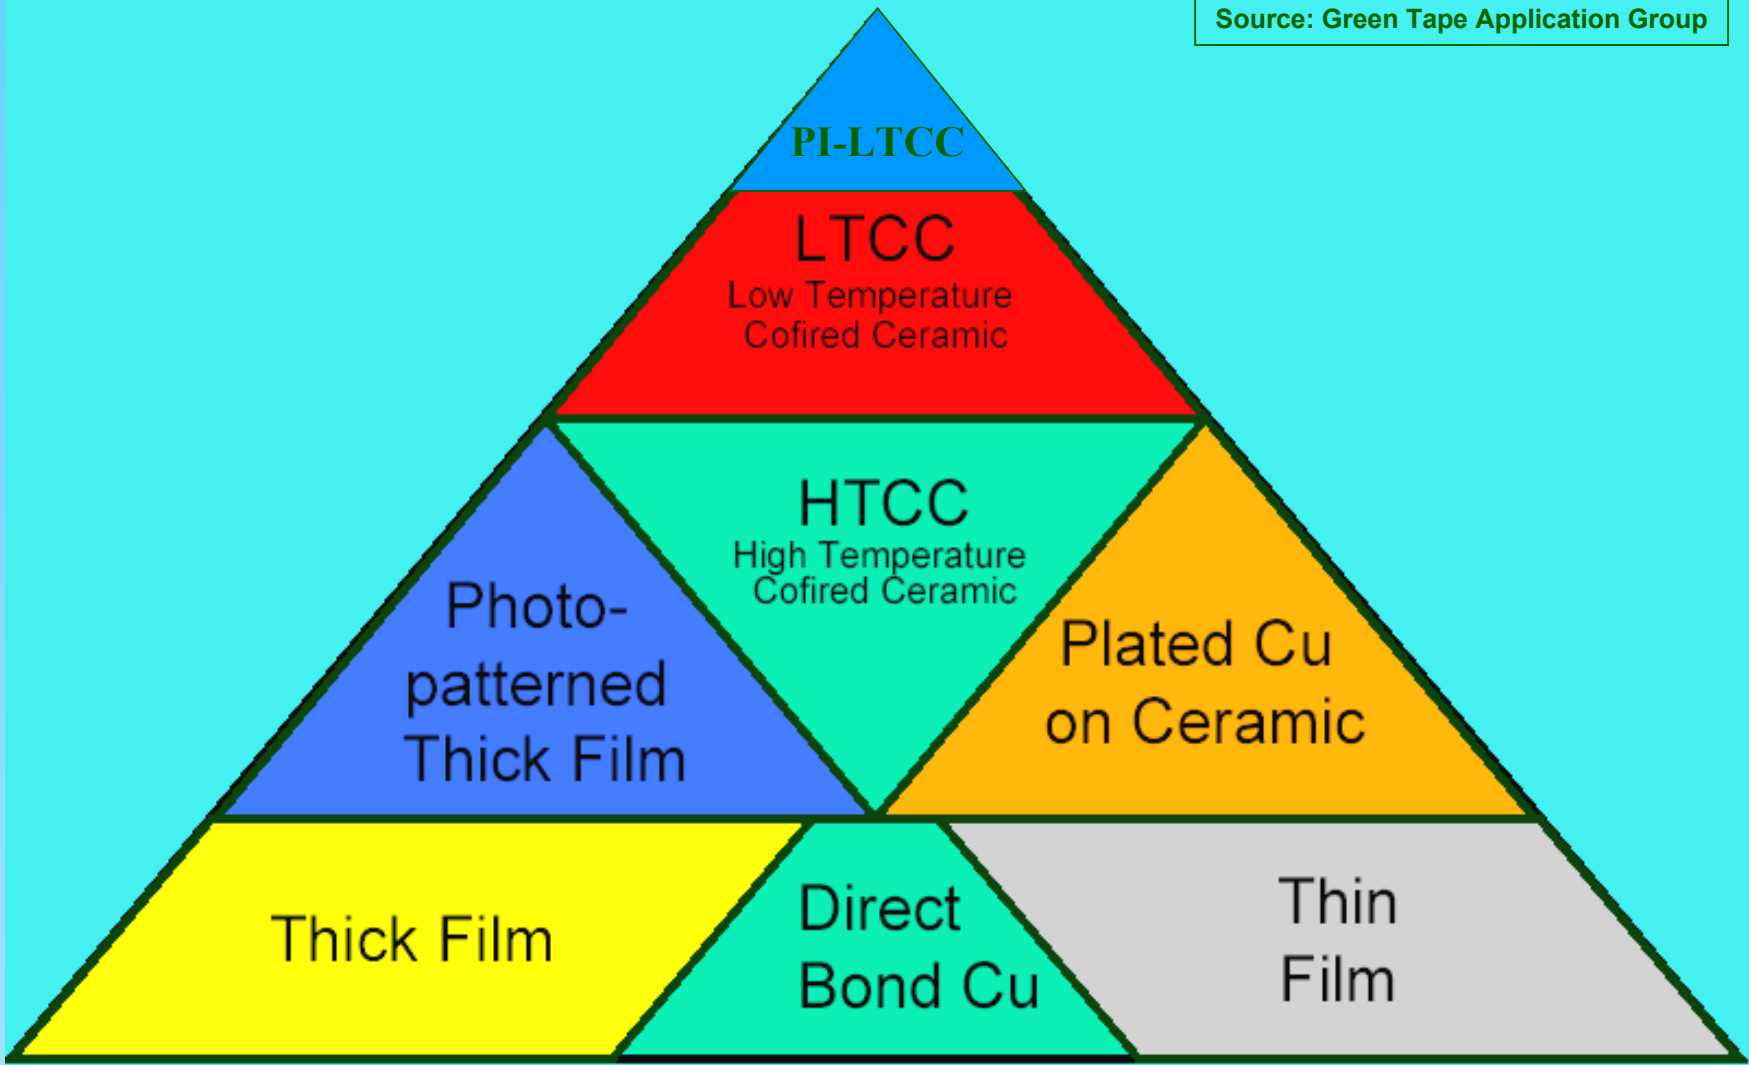 Source: Green Tape Application Group
PI-LTCC
LTCC
Low Temperature
Cofired Ceramic
HTCC
High Temperature
Cofired Ceramic
Photo-
patterned
Thick Film
Plated Cu
on Ceramic
Thick Film
Direct
Bond Cu
Thin
Film